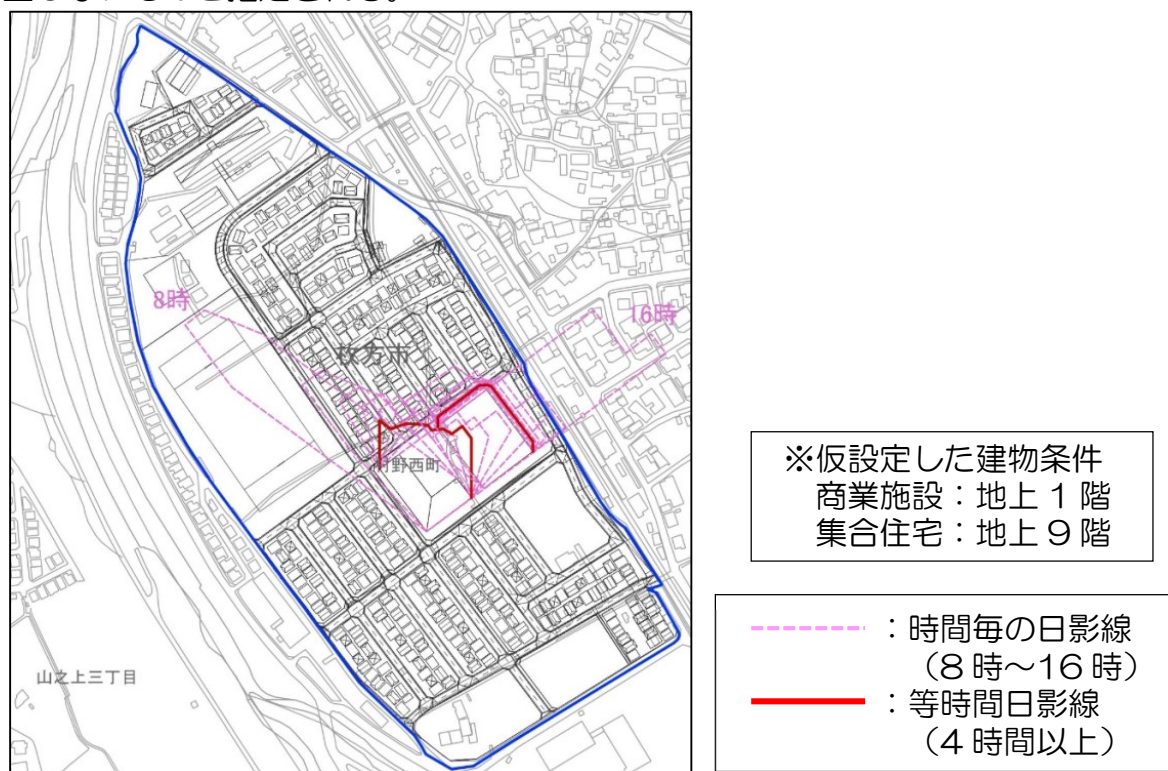 8時
16時
枚方市
村野西町
山之上三丁目
※仮設定した建物条件
商業施設：地上1階
集合住宅：地上9階
：時間毎の日影線
（8時～16時）
：等時間日影線
（4時間以上）